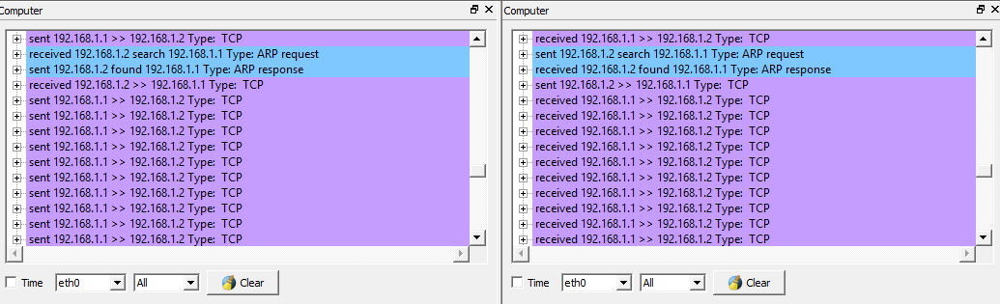 Computer
sent 192.168.1.1 >> 192.168.1.2 Type: TCP
received 192.168.1.2 search 192.168.1.1 Type: ARP request
sent 192.168.1.2 found 192.168.1.1 Type: ARP response
received 192.168.1.2 >> 192.168.1.1 Type: TCP
sent 192.168.1.1 >> 192.168.1.2 Type: TCP
sent 192.168.1.1 >> 192.168.1.2 Type: TCP
sent 192.168.1.1 >> 192.168.1.2 Type: TCP
sent 192.168.1.1 >> 192.168.1.2 Type: TCP
sent 192.168.1.1 >> 192.168.1.2 Type: TCP
sent 192.168.1.1 >> 192.168.1.2 Type: TCP
sent 192.168.1.1 >> 192.168.1.2 Type: TCP
sent 192.168.1.1 >> 192.168.1.2 Type: TCP
sent 192.168.1.1 >> 192.168.1.2 Type: TCP
sent 192.168.1.1 >> 192.168.1.2 Type: TCP
Time eth0 All Clear
Computer
received 192.168.1.1 >> 192.168.1.2 Type: TCP
sent 192.168.1.2 search 192.168.1.1 Type: ARP request
received 192.168.1.2 found 192.168.1.1 Type: ARP response
sent 192.168.1.2 >> 192.168.1.1 Type: TCP
received 192.168.1.1 >> 192.168.1.2 Type: TCP
received 192.168.1.1 >> 192.168.1.2 Type: TCP
received 192.168.1.1 >> 192.168.1.2 Type: TCP
received 192.168.1.1 >> 192.168.1.2 Type: TCP
received 192.168.1.1 >> 192.168.1.2 Type: TCP
received 192.168.1.1 >> 192.168.1.2 Type: TCP
received 192.168.1.1 >> 192.168.1.2 Type: TCP
received 192.168.1.1 >> 192.168.1.2 Type: TCP
received 192.168.1.1 >> 192.168.1.2 Type: TCP
received 192.168.1.1 >> 192.168.1.2 Type: TCP
Time eth0 All Clear